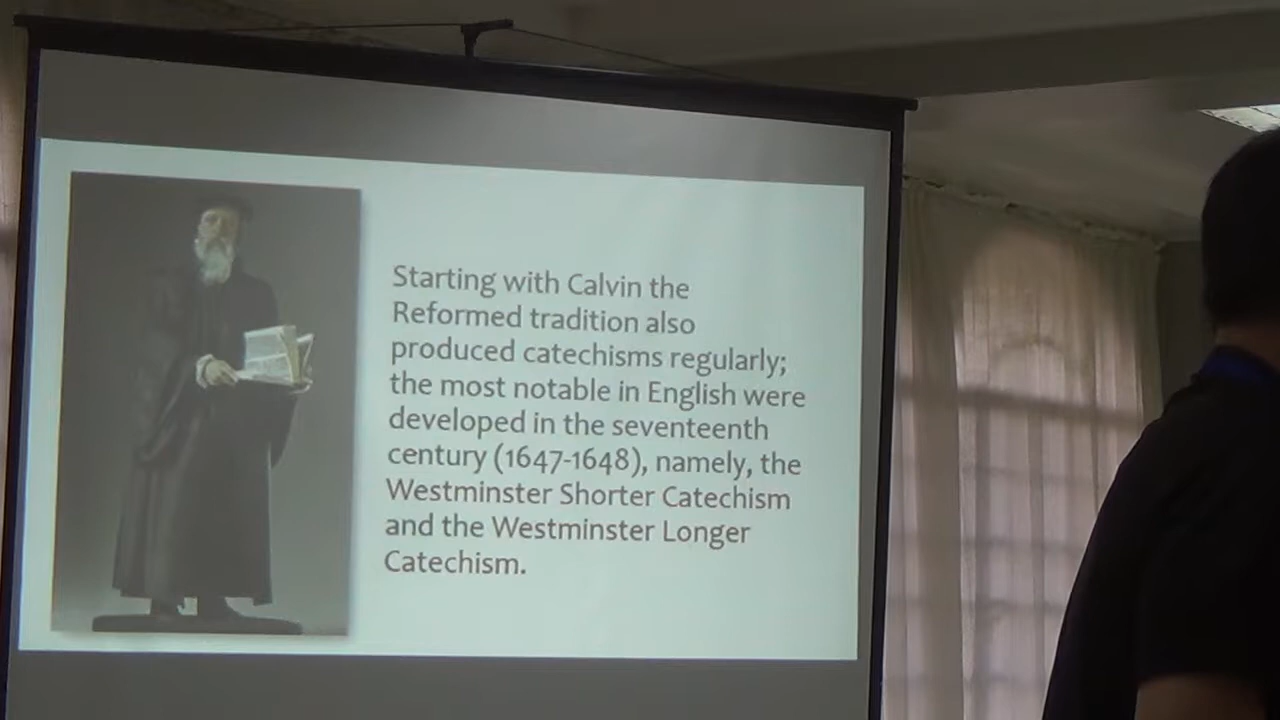 Starting with Calvin the
Reformed tradition also
produced catechisms regularly;
the most notable in English were
developed in the seventeenth
century (1647-1648), namely, the
Westminster Shorter Catechism
and the Westminster Longer
Catechism.